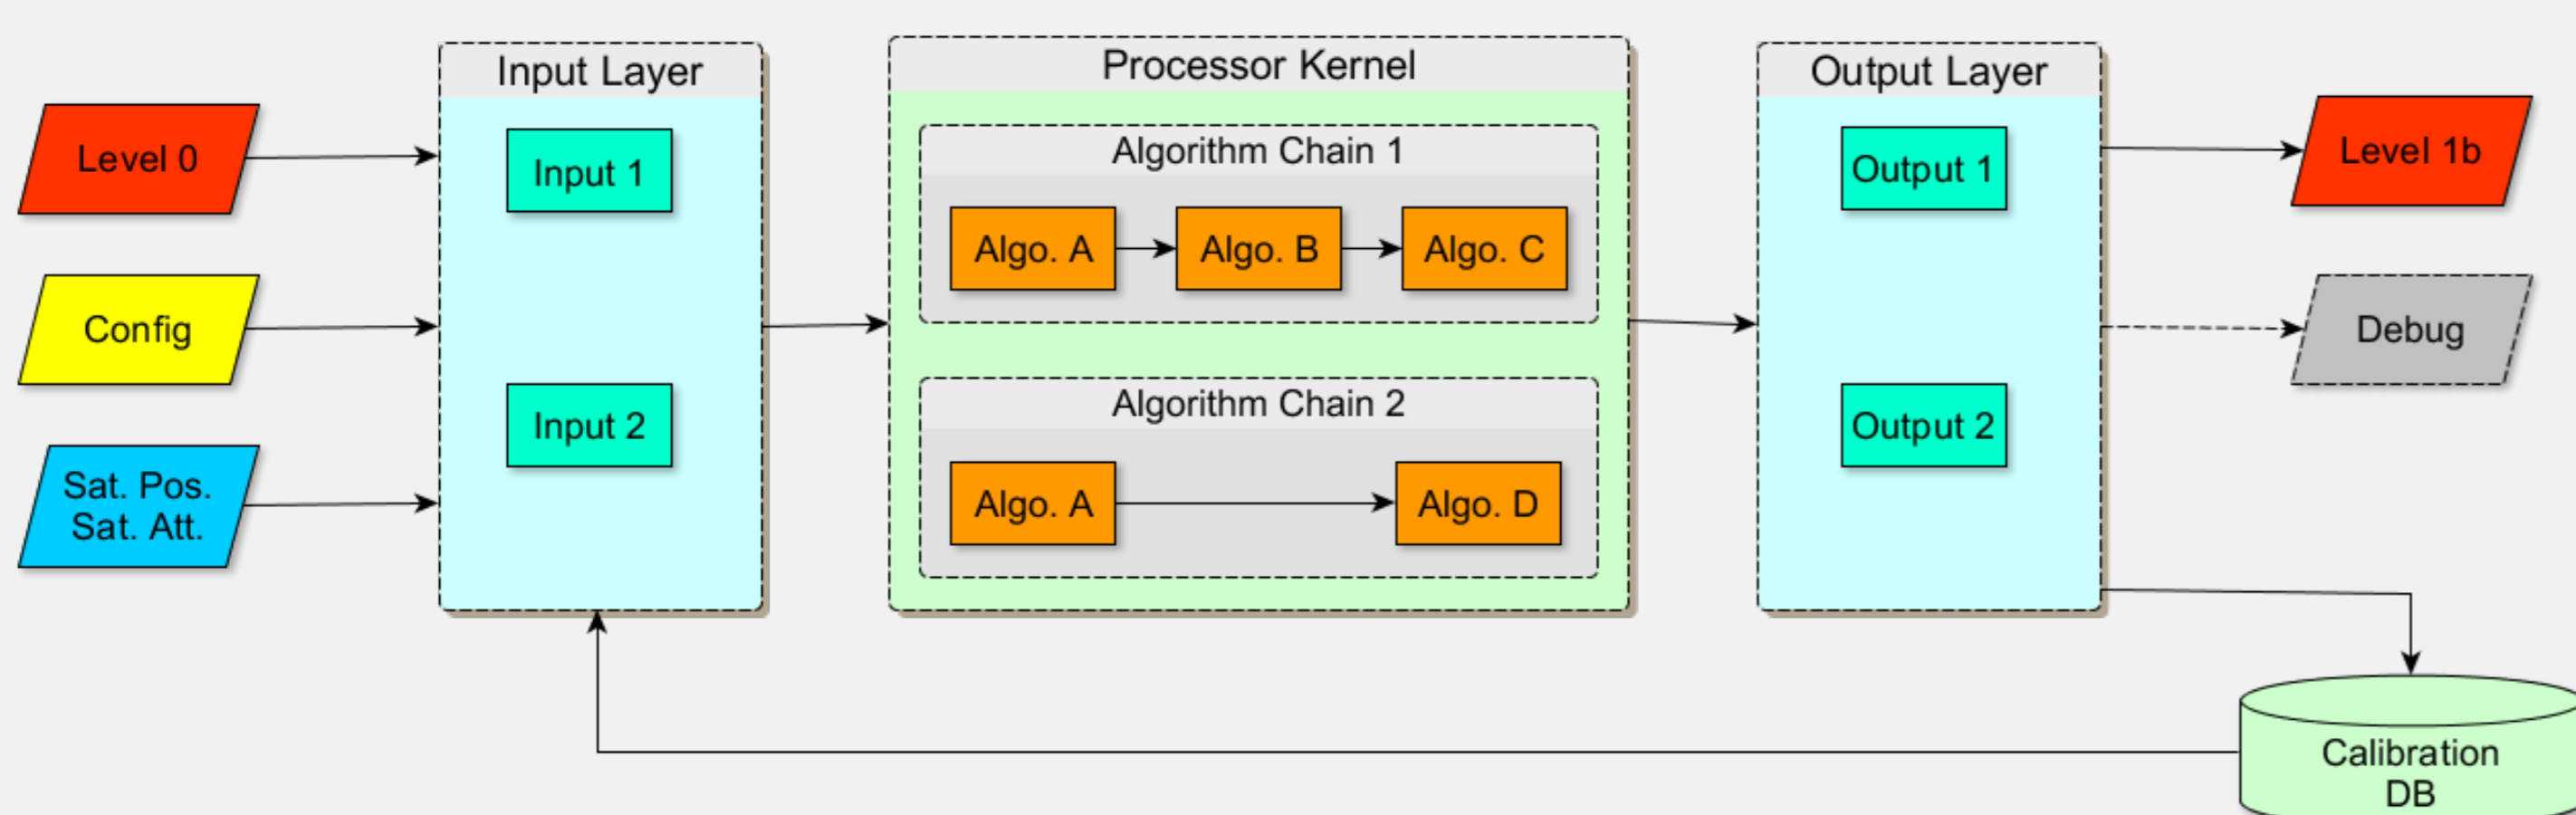 Level 0
Config
Sat. Pos.
Sat. Att.
Input Layer
Input 1
Input 2
Processor Kernel
Algorithm Chain 1
Algo. A
Algo. B
Algo. C
Algorithm Chain 2
Algo. A
Algo. D
Output Layer
Output 1
Output 2
Level 1b
Debug
Calibration
DB